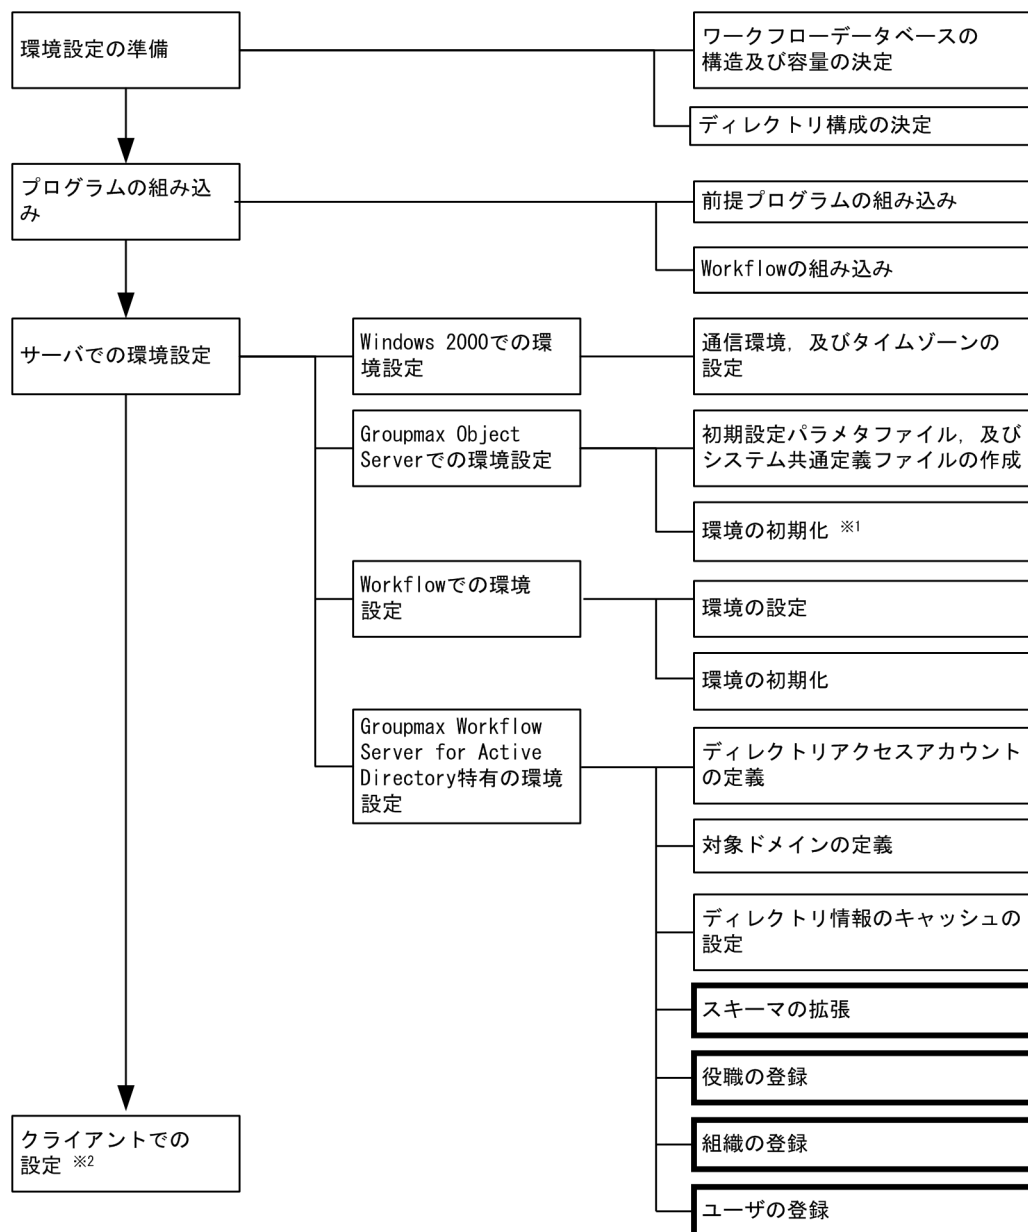 環境設定の準備
ワークフローデータベースの
構造及び容量の決定
ディレクトリ構成の決定
プログラムの組み込
み
前提プログラムの組み込み
Workflowの組み込み
サーバでの環境設定
Windows 2000での環
境設定
通信環境，及びタイムゾーンの
設定
Groupmax Object
Serverでの環境設定
初期設定パラメタファイル，及び
システム共通定義ファイルの作成
環境の初期化 ※1
Workflowでの環境
設定
環境の設定
環境の初期化
Groupmax Workflow
Server for Active
Directory特有の環境
設定
ディレクトリアクセスアカウント
の定義
対象ドメインの定義
ディレクトリ情報のキャッシュの
設定
スキーマの拡張
役職の登録
組織の登録
ユーザの登録
クライアントでの
設定 ※2